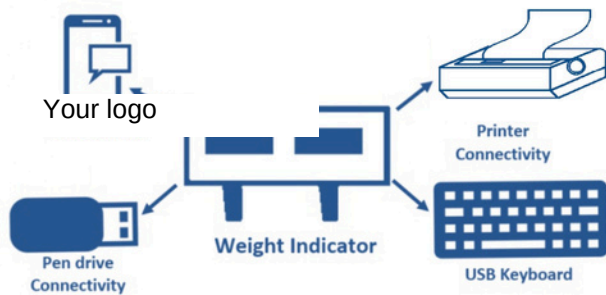 Your logo
Printer
Connectivity
Weight Indicator
Pen drive
Connectivity
USB Keyboard